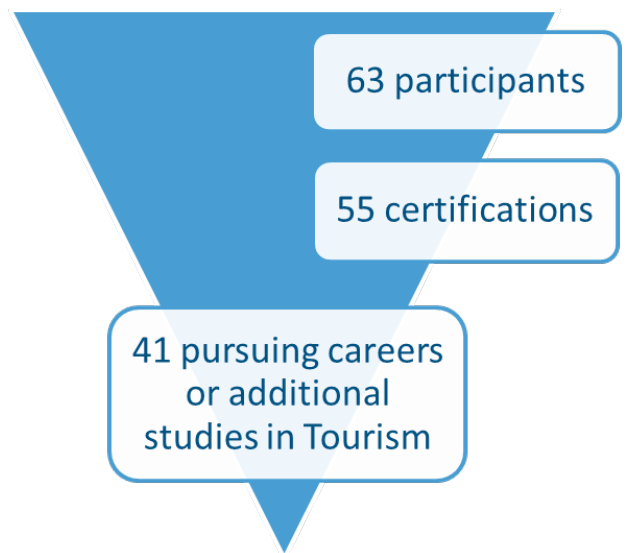 63 participants
55 certifications
41 pursuing careers
or additional
studies in Tourism